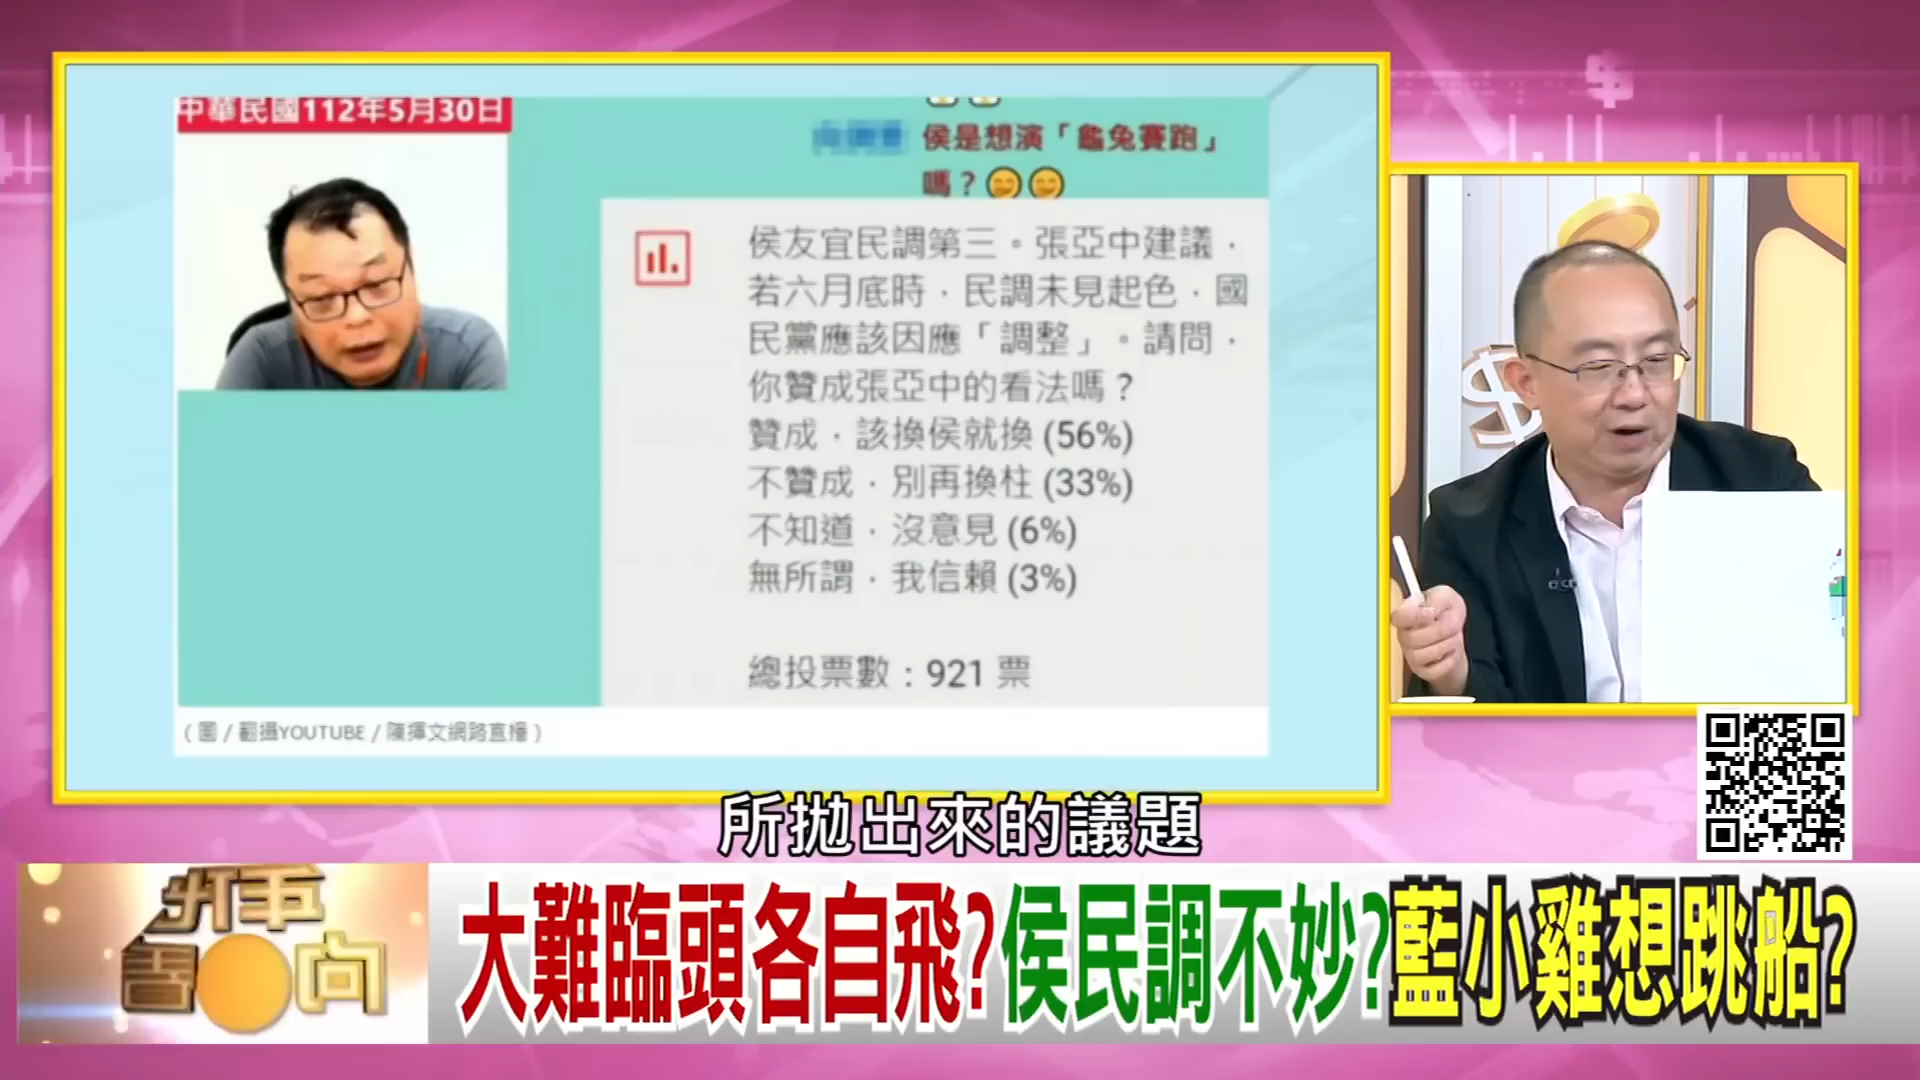 中華民國112年5月30日
侯是想演「龜兔賽跑」
嗎？
侯友宜民調第三。張亞中建議，
若六月底時，民調未見起色，國
民黨應該因應「調整」。請問，
你贊成張亞中的看法嗎？
贊成，該換侯就換 (56%)
不贊成，別再換柱 (33%)
不知道，沒意見 (6%)
無所謂，我信賴 (3%)
總投票數：921 票
（圖／翻攝YOUTUBE／陳揮文網路直播）
所拋出來的議題
大難臨頭各自飛?侯民調不妙?藍小雞想跳船?